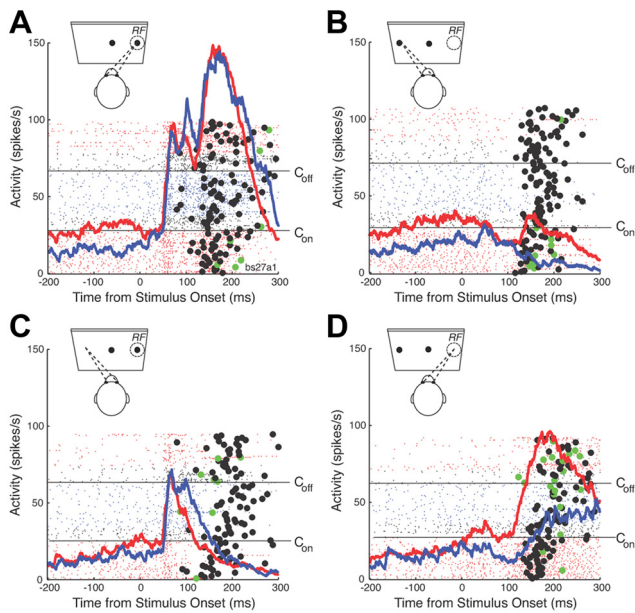 A
RF
150
100
50
0
Activity (spikes/s)
C off
C on
bs27a1
-200 -100 0 100 200 300
Time from Stimulus Onset (ms)
B
RF
150
100
50
0
Activity (spikes/s)
C off
C on
-200 -100 0 100 200 300
Time from Stimulus Onset (ms)
C
RF
150
100
50
0
Activity (spikes/s)
C off
C on
-200 -100 0 100 200 300
Time from Stimulus Onset (ms)
D
RF
150
100
50
0
Activity (spikes/s)
C off
C on
-200 -100 0 100 200 300
Time from Stimulus Onset (ms)